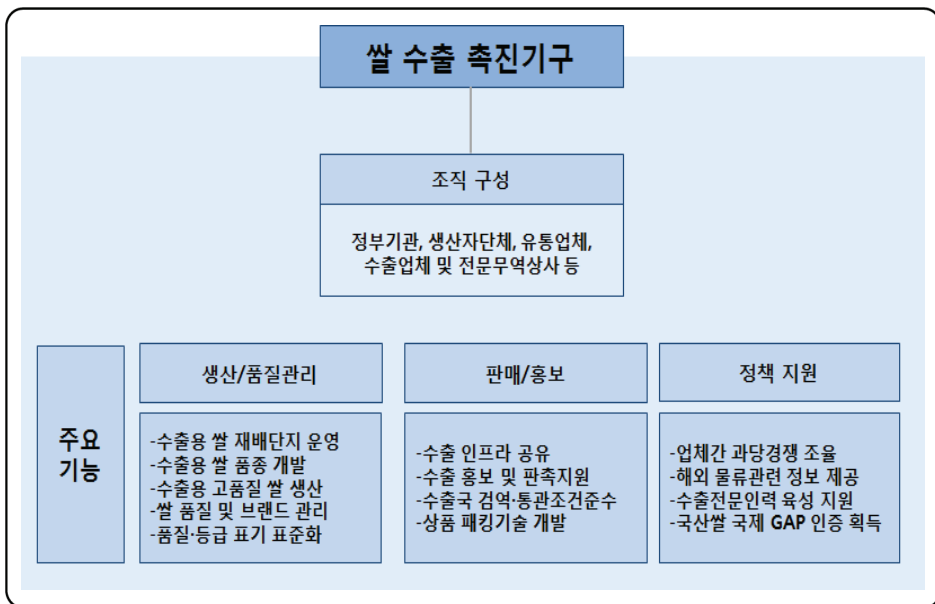 쌀 수출 촉진기구
조직 구성
정부기관, 생산자단체, 유통업체,
수출업체 및 전문무역상사 등
주요
기능
생산/품질관리
-수출용 쌀 재배단지 운영
-수출용 쌀 품종 개발
-수출용 고품질 쌀 생산
-쌀 품질 및 브랜드 관리
-품질·등급 표기 표준화
판매/홍보
-수출 인프라 공유
-수출 홍보 및 판촉지원
-수출국 검역·통관조건준수
-상품 패킹기술 개발
정책 지원
-업체간 과당경쟁 조율
-해외 물류관련 정보 제공
-수출전문인력 육성 지원
-국산쌀 국제 GAP 인증 획득